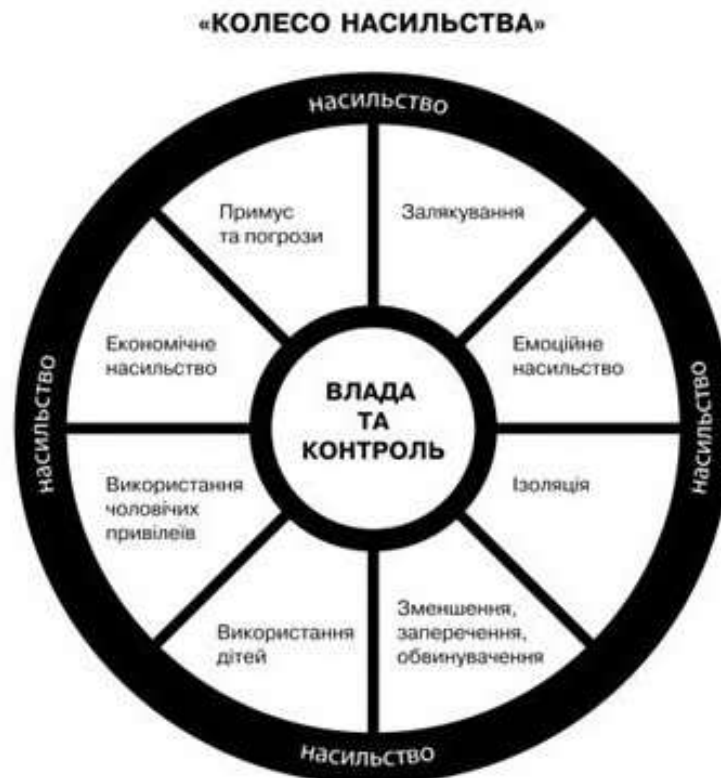 «КОЛЕСО НАСИЛЬСТВА»
насильство
Примус
та погрози
Залякування
Економічне
насильство
Емоційне
насильство
ВЛАДА
ТА
КОНТРОЛЬ
насильство
насильство
Використання
чоловічих
привілеїв
Ізоляція
Використання
дітей
Зменшення,
заперечення,
обвинувачення
насильство